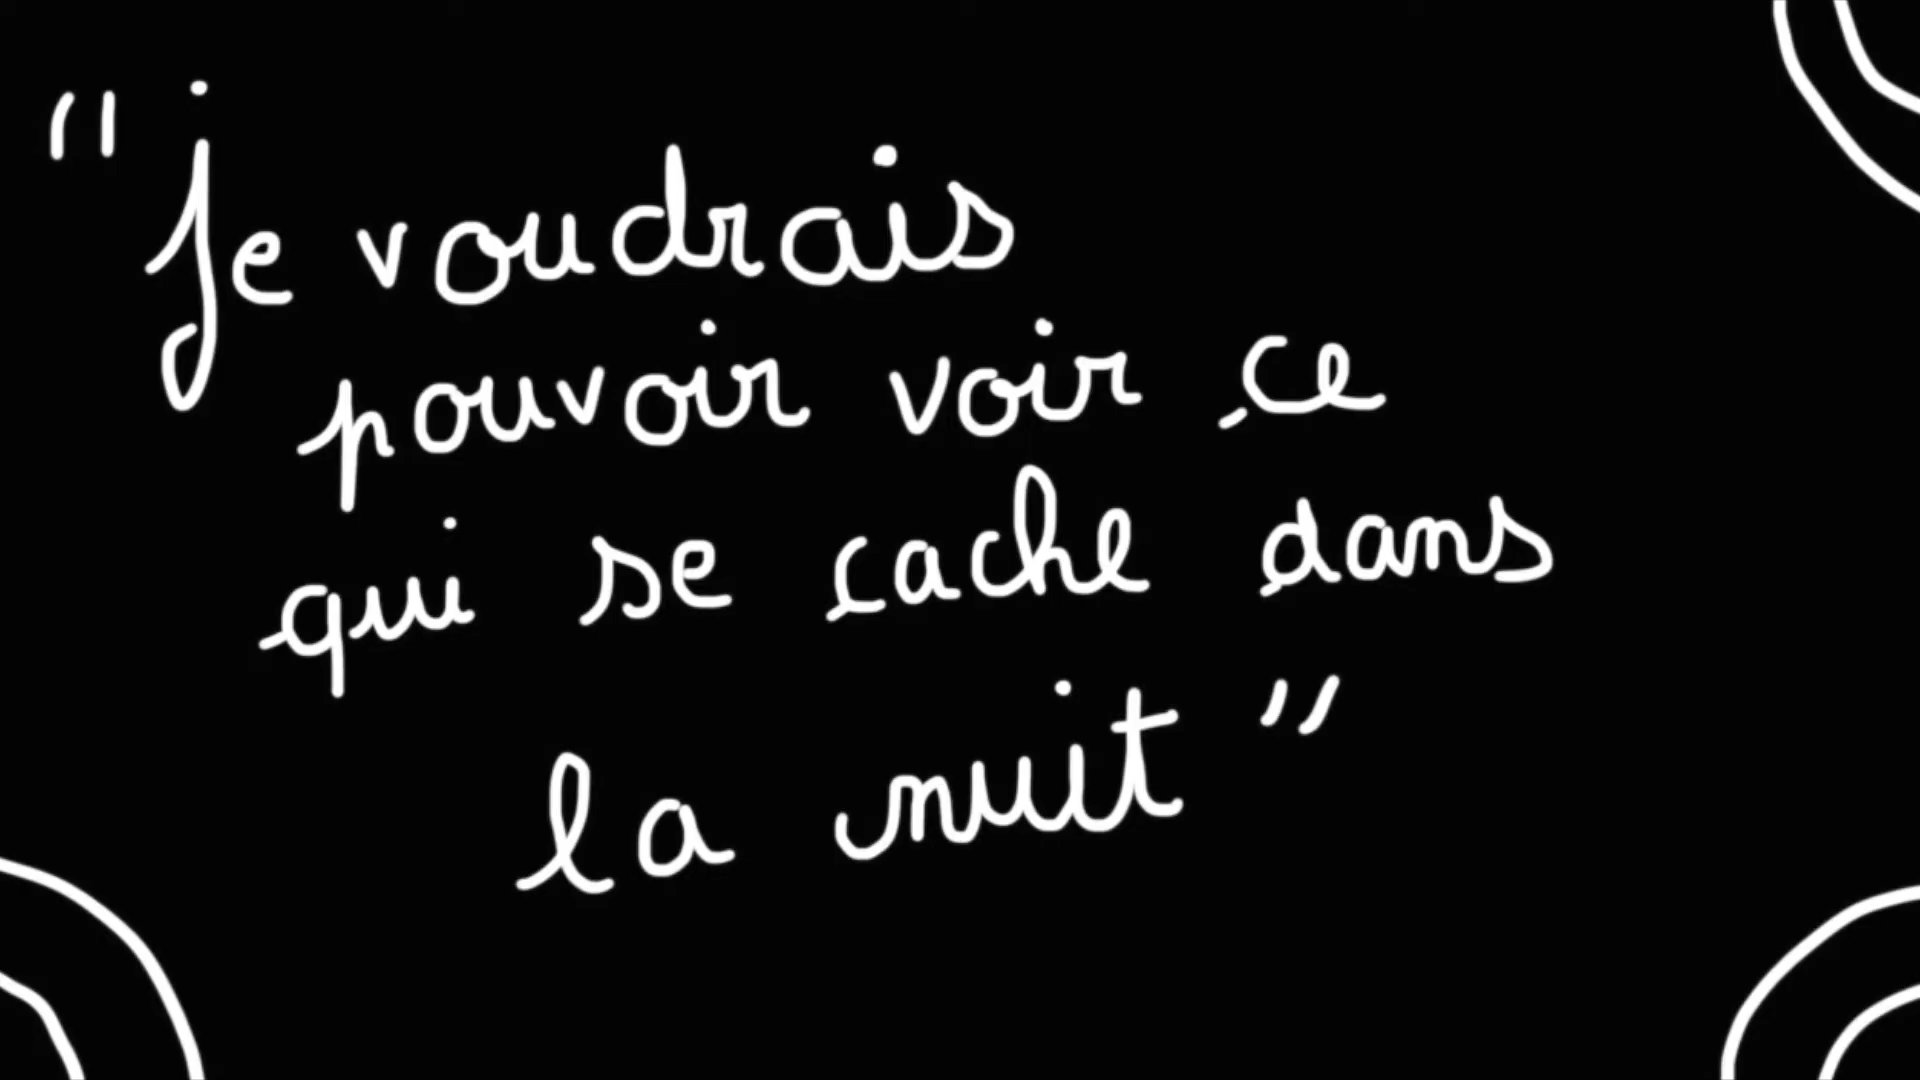 "Je voudrais
pouvoir voir ce
qui se cache dans
la nuit"